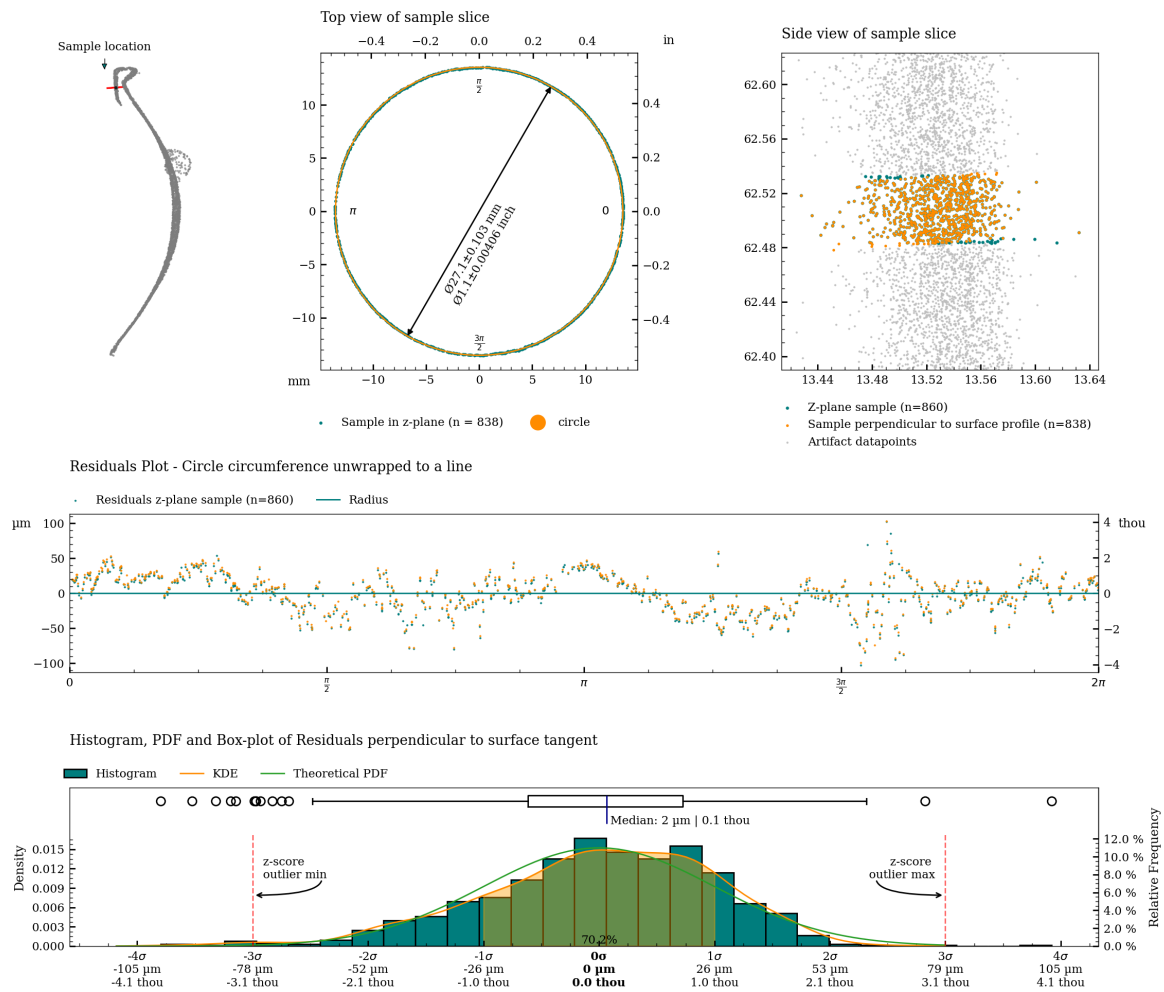 Sample location
Top view of sample slice
−0.4 −0.2 0.0 0.2 0.4 in
10
5
0
−5
−10
mm
−10 −5 0 5 10
0.4
0.2
0.0
−0.2
−0.4
π/2
π
0
3π/2
Ø27.1±0.103 mm
Ø1.1±0.00406 inch
Sample in z-plane (n = 838) circle
Side view of sample slice
62.60
62.56
62.51
62.48
62.44
62.40
13.44 13.48 13.52 13.56 13.60 13.64
Z-plane sample (n=860)
Sample perpendicular to surface profile (n=838)
Artifact datapoints
Residuals Plot - Circle circumference unwrapped to a line
Residuals z-plane sample (n=860) Radius
µm
100
50
0
−50
−100
4 thou
2
0
−2
−4
0 π/2 π 3π/2 2π
Histogram, PDF and Box-plot of Residuals perpendicular to surface tangent
Histogram KDE Theoretical PDF
Median: 2 µm | 0.1 thou
z-score
outlier min
z-score
outlier max
Density
0.015
0.012
0.009
0.006
0.003
0.000
12.0 %
10.0 %
8.0 %
6.0 %
4.0 %
2.0 %
0.0 %
Relative Frequency
70.2%
-4σ -3σ -2σ -1σ 0σ 1σ 2σ 3σ 4σ
-105 µm -78 µm -52 µm -26 µm 0 µm 26 µm 53 µm 79 µm 105 µm
-4.1 thou -3.1 thou -2.1 thou -1.0 thou 0.0 thou 1.0 thou 2.1 thou 3.1 thou 4.1 thou